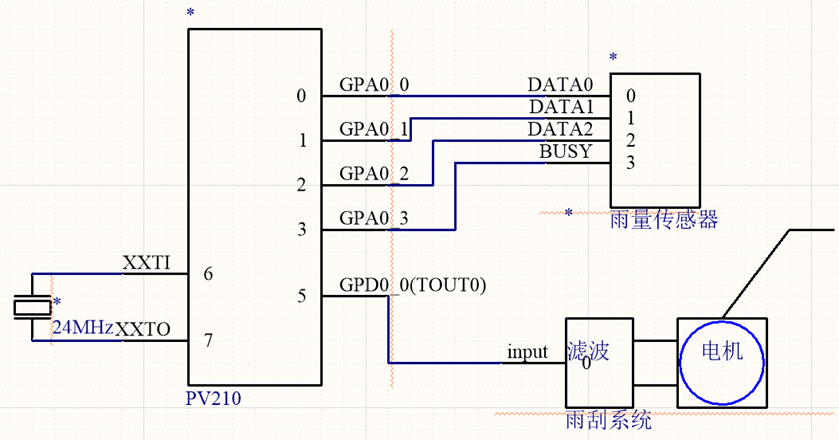 *
*
GPA0_0
DATA0
0
0
DATA1
1
GPA0_1
DATA2
1
2
BUSY
3
GPA0_2
2
GPA0_3
*
雨量传感器
3
XXTI
6
GPD0_0(TOUT0)
5
*
24MHz
XXTO
7
input
滤波
0
电机
PV210
雨刮系统